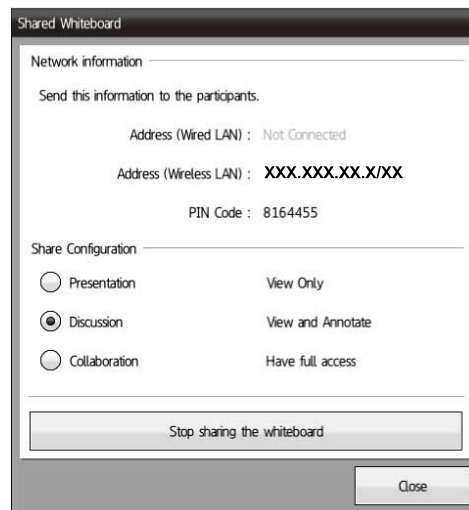 Shared Whiteboard
Network information
Send this information to the participants.
Address (Wired LAN) : Not Connected
Address (Wireless LAN) : XXX.XXX.XX.X/XX
PIN Code : 8164455
Share Configuration
Presentation View Only
Discussion View and Annotate
Collaboration Have full access
Stop sharing the whiteboard
Close